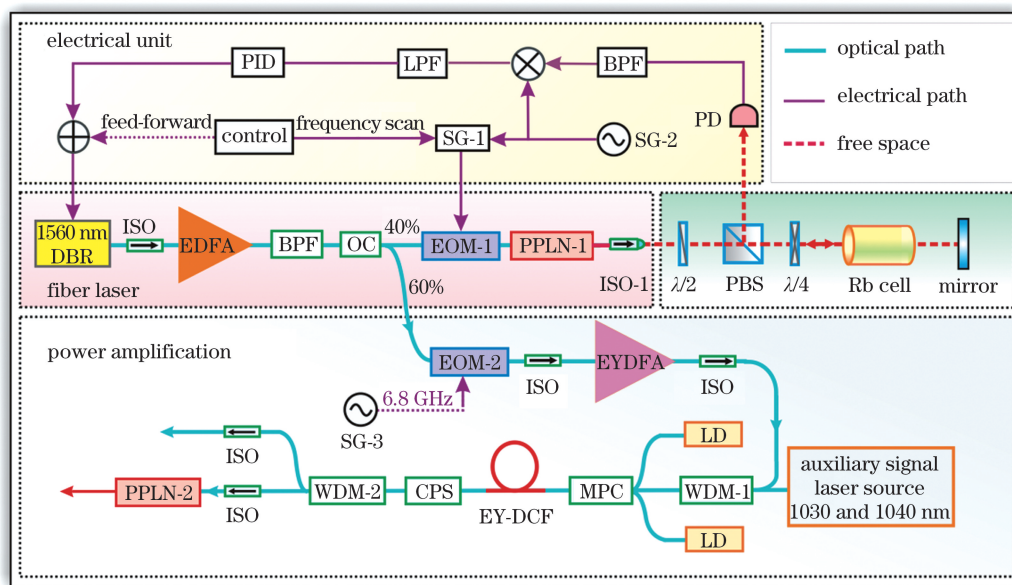 electrical unit
PID
LPF
BPF
PD
feed-forward
control
frequency scan
SG-1
SG-2
optical path
electrical path
free space
1560 nm
DBR
ISO
EDFA
BPF
OC
40%
60%
EOM-1
PPLN-1
ISO-1
fiber laser
λ/2
PBS
λ/4
Rb cell
mirror
power amplification
EOM-2
ISO
EYDFA
ISO
6.8 GHz
SG-3
ISO
PPLN-2
ISO
WDM-2
CPS
EY-DCF
MPC
LD
WDM-1
LD
auxiliary signal
laser source
1030 and 1040 nm